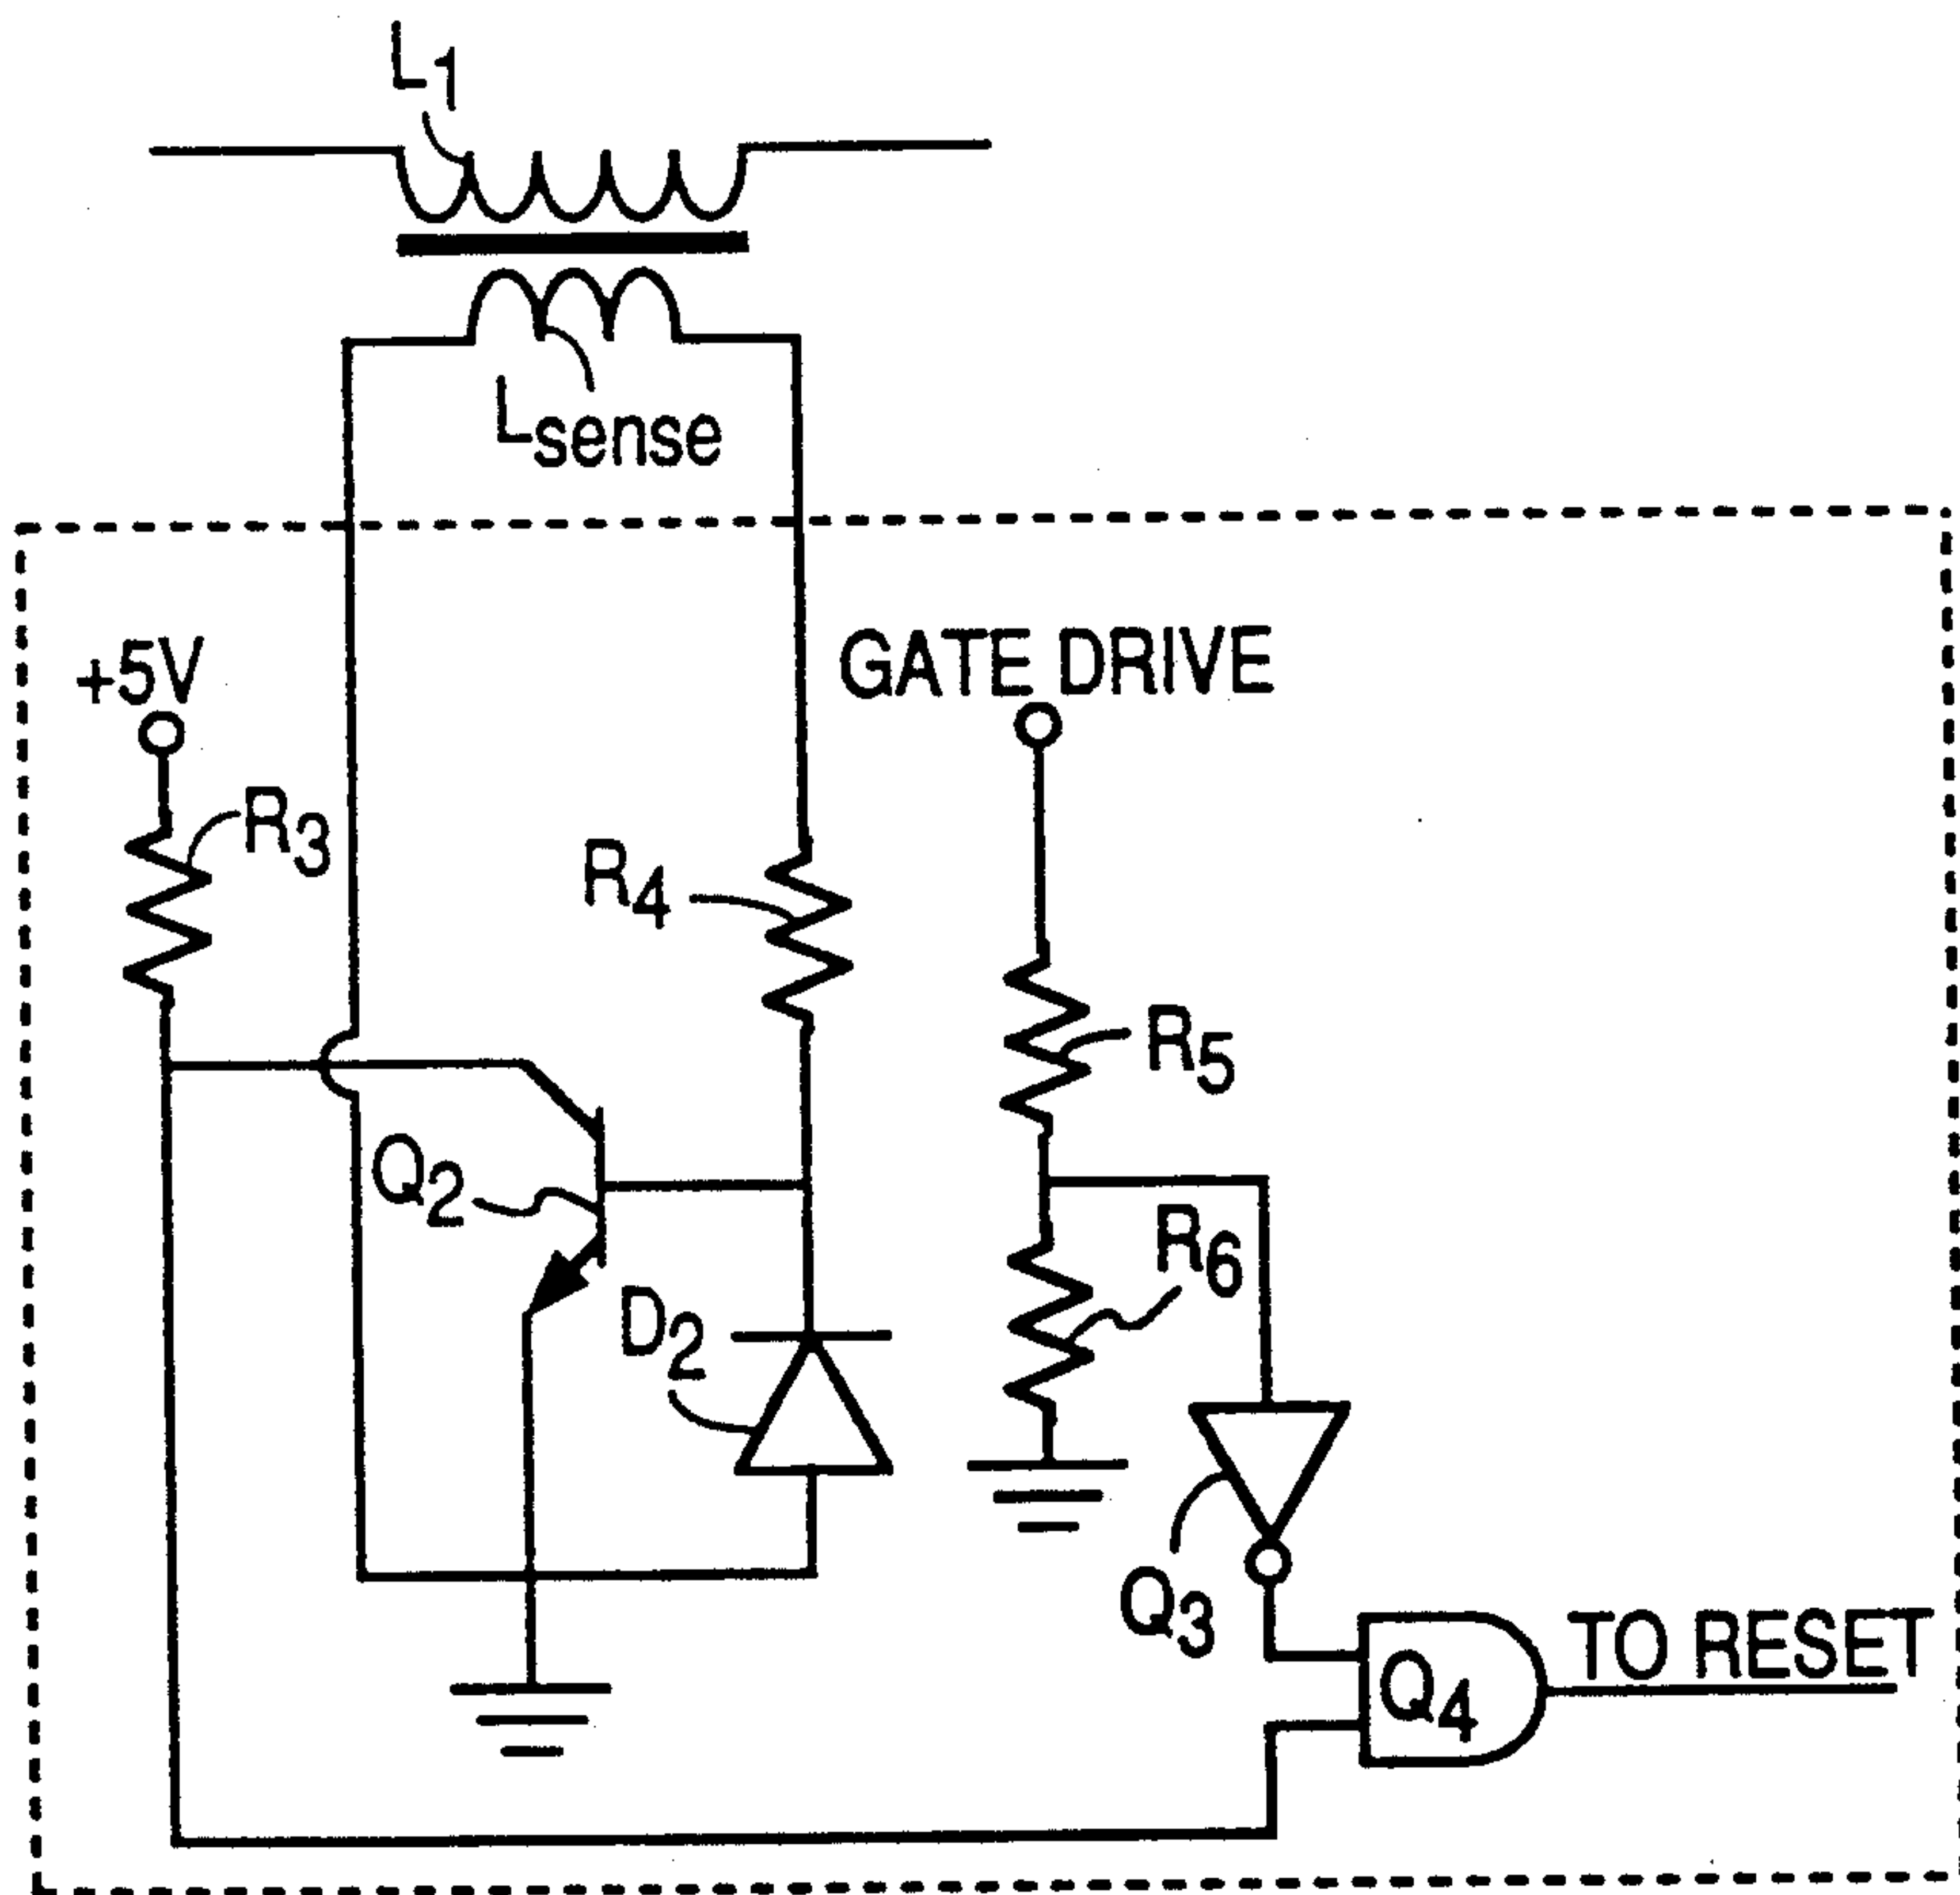 L1
Lsense
+5V
GATE DRIVE
R3
R4
R5
Q2
R6
D2
Q3
Q4
TO RESET